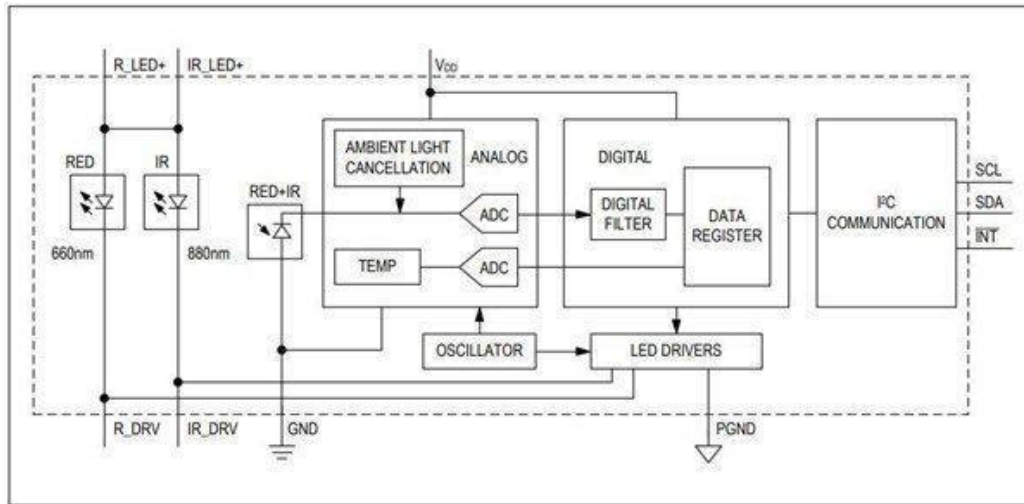 R_LED+
IR_LED+
VDD
RED
IR
RED+IR
660nm
880nm
AMBIENT LIGHT
CANCELLATION
ANALOG
ADC
TEMP
ADC
DIGITAL
DIGITAL
FILTER
DATA
REGISTER
I²C
COMMUNICATION
SCL
SDA
INT
OSCILLATOR
LED DRIVERS
R_DRV
IR_DRV
GND
PGND